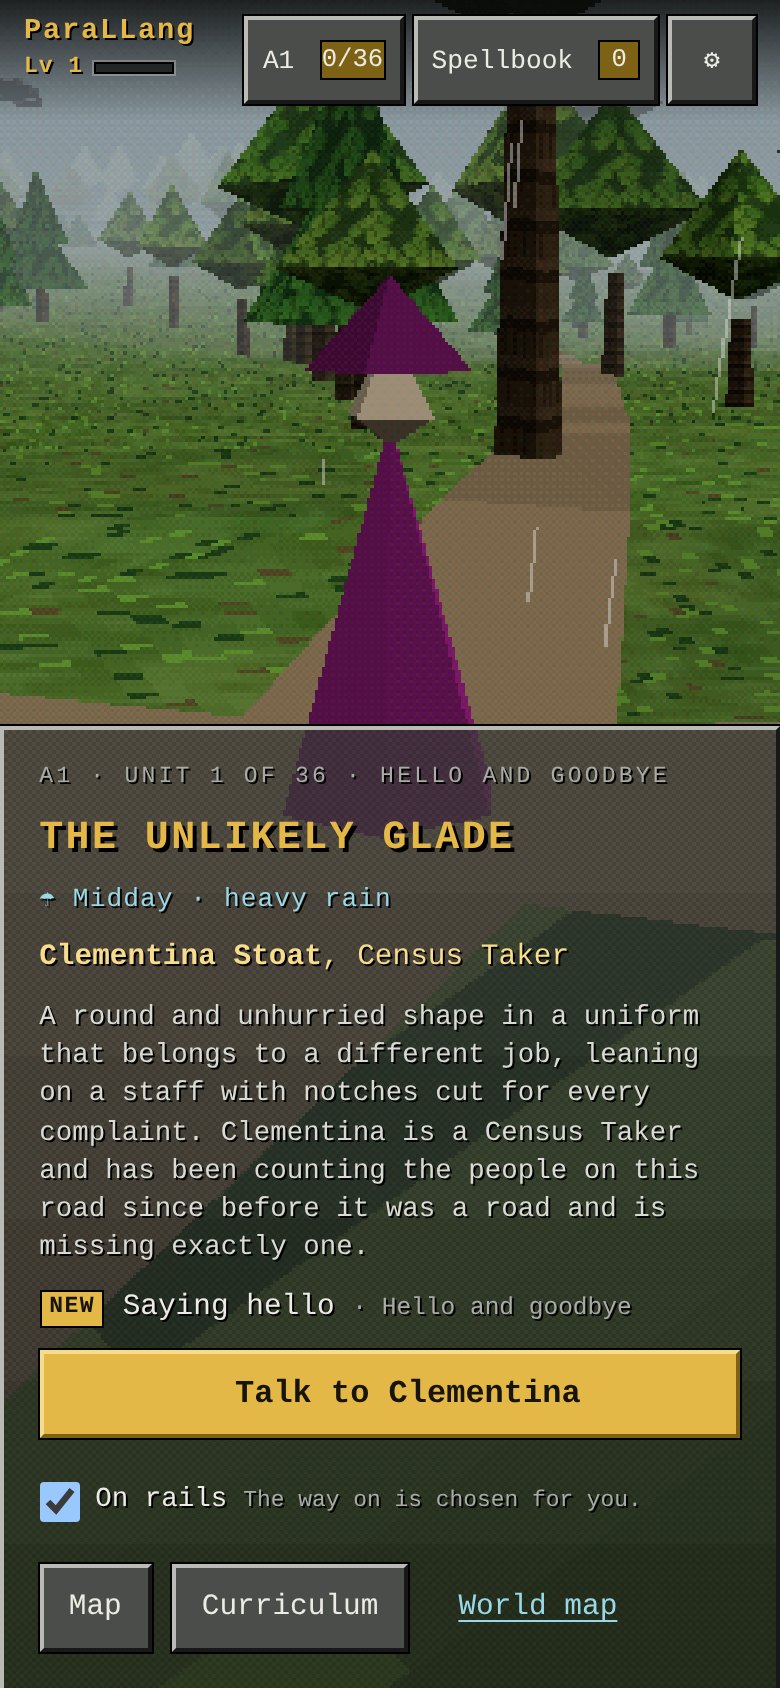 ParaLLang
Lv 1
A1 0/36
Spellbook 0
⚙
A1 · UNIT 1 OF 36 · HELLO AND GOODBYE
THE UNLIKELY GLADE
☂ Midday · heavy rain
Clementina Stoat, Census Taker
A round and unhurried shape in a uniform
that belongs to a different job, leaning
on a staff with notches cut for every
complaint. Clementina is a Census Taker
and has been counting the people on this
road since before it was a road and is
missing exactly one.
NEW Saying hello · Hello and goodbye
Talk to Clementina
On rails The way on is chosen for you.
Map Curriculum World map